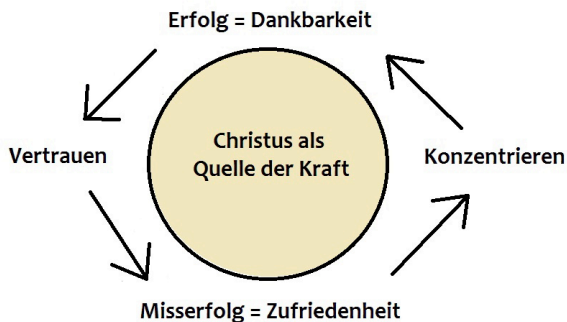 Erfolg = Dankbarkeit
Christus als
Quelle der Kraft
Vertrauen
Konzentrieren
Misserfolg = Zufriedenheit